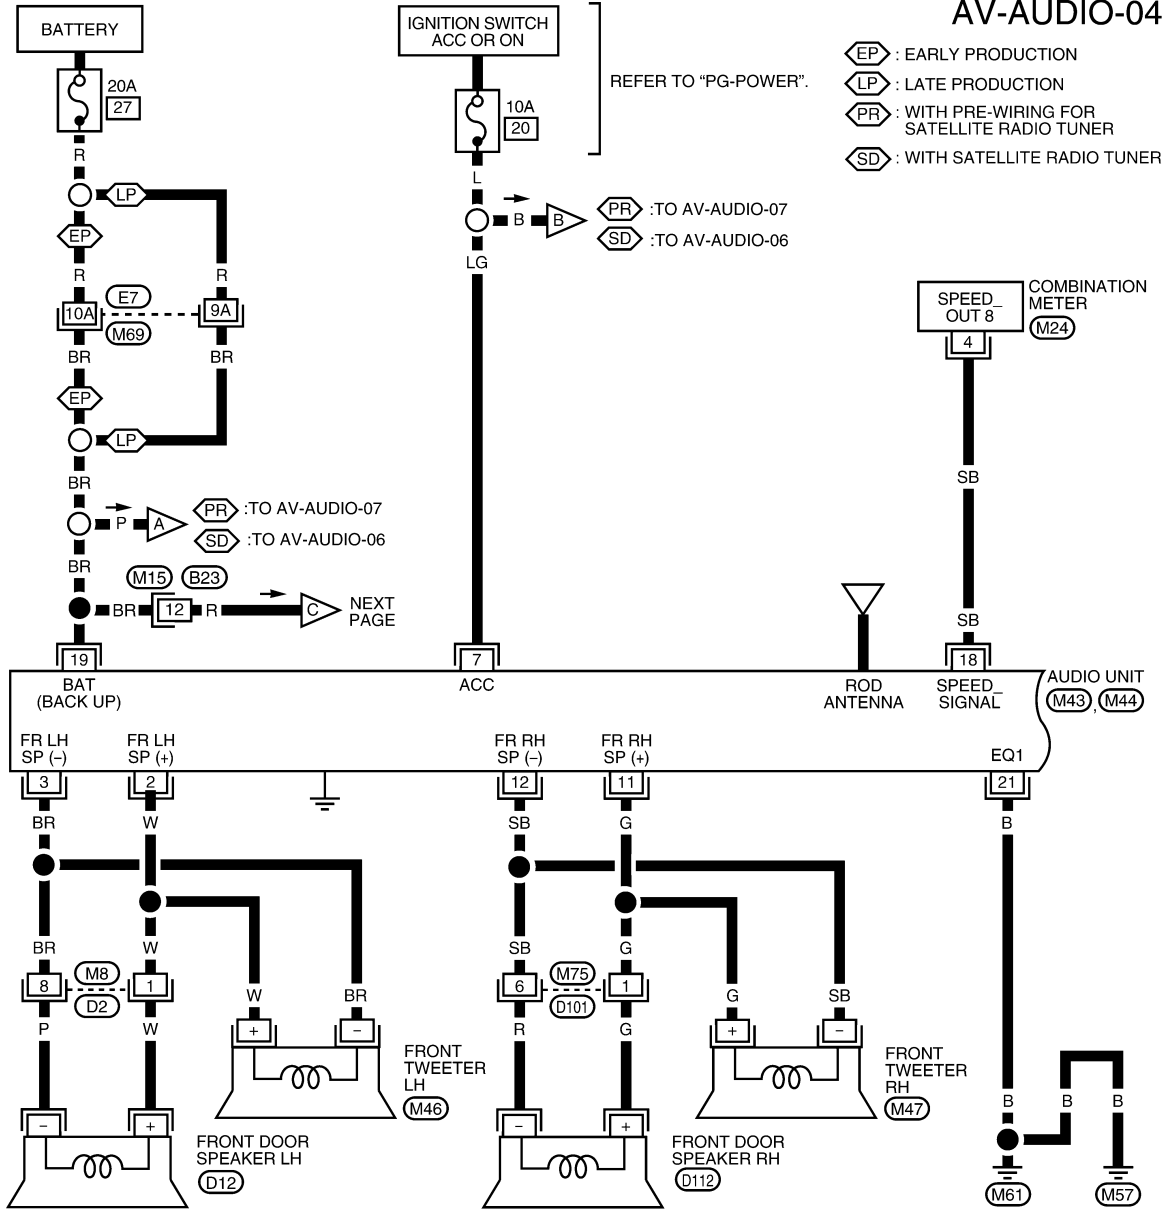 AV-AUDIO-04
BATTERY
IGNITION SWITCH
ACC OR ON
EP : EARLY PRODUCTION
LP : LATE PRODUCTION
PR : WITH PRE-WIRING FOR
SATELLITE RADIO TUNER
SD : WITH SATELLITE RADIO TUNER
20A
27
10A
20
REFER TO “PG-POWER”.
R
L
LP
B
B
PR :TO AV-AUDIO-07
SD :TO AV-AUDIO-06
EP
LG
R
R
10A
E7
M69
9A
SPEED_
OUT 8
COMBINATION
METER
M24
4
BR
BR
EP
LP
BR
SB
P
A
PR :TO AV-AUDIO-07
SD :TO AV-AUDIO-06
BR
M15
B23
BR
12
R
C
NEXT
PAGE
SB
19
7
18
BAT
(BACK UP)
ACC
ROD
ANTENNA
SPEED_
SIGNAL
AUDIO UNIT
M43 , M44
FR LH
SP (–)
FR LH
SP (+)
FR RH
SP (–)
FR RH
SP (+)
EQ1
3
2
12
11
21
BR
W
SB
G
B
BR
W
SB
G
8
M8
D2
1
6
M75
D101
1
W
BR
G
SB
P
W
R
G
+
–
+
–
FRONT
TWEETER
LH
M46
FRONT
TWEETER
RH
M47
B
B
B
–
+
–
+
FRONT DOOR
SPEAKER LH
D12
FRONT DOOR
SPEAKER RH
D112
M61
M57